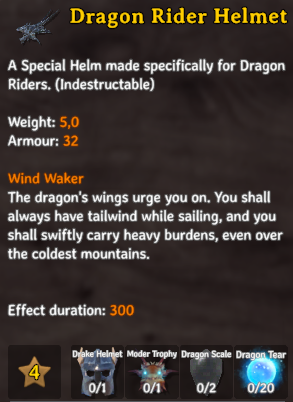 Dragon Rider Helmet
A Special Helm made specifically for Dragon
Riders. (Indestructable)
Weight: 5,0
Armour: 32
Wind Waker
The dragon's wings urge you on. You shall
always have tailwind while sailing, and you
shall swiftly carry heavy burdens, even over
the coldest mountains.
Effect duration: 300
Drake Helmet Moder Trophy Dragon Scale Dragon Tear
4 0/1 0/1 0/2 0/20